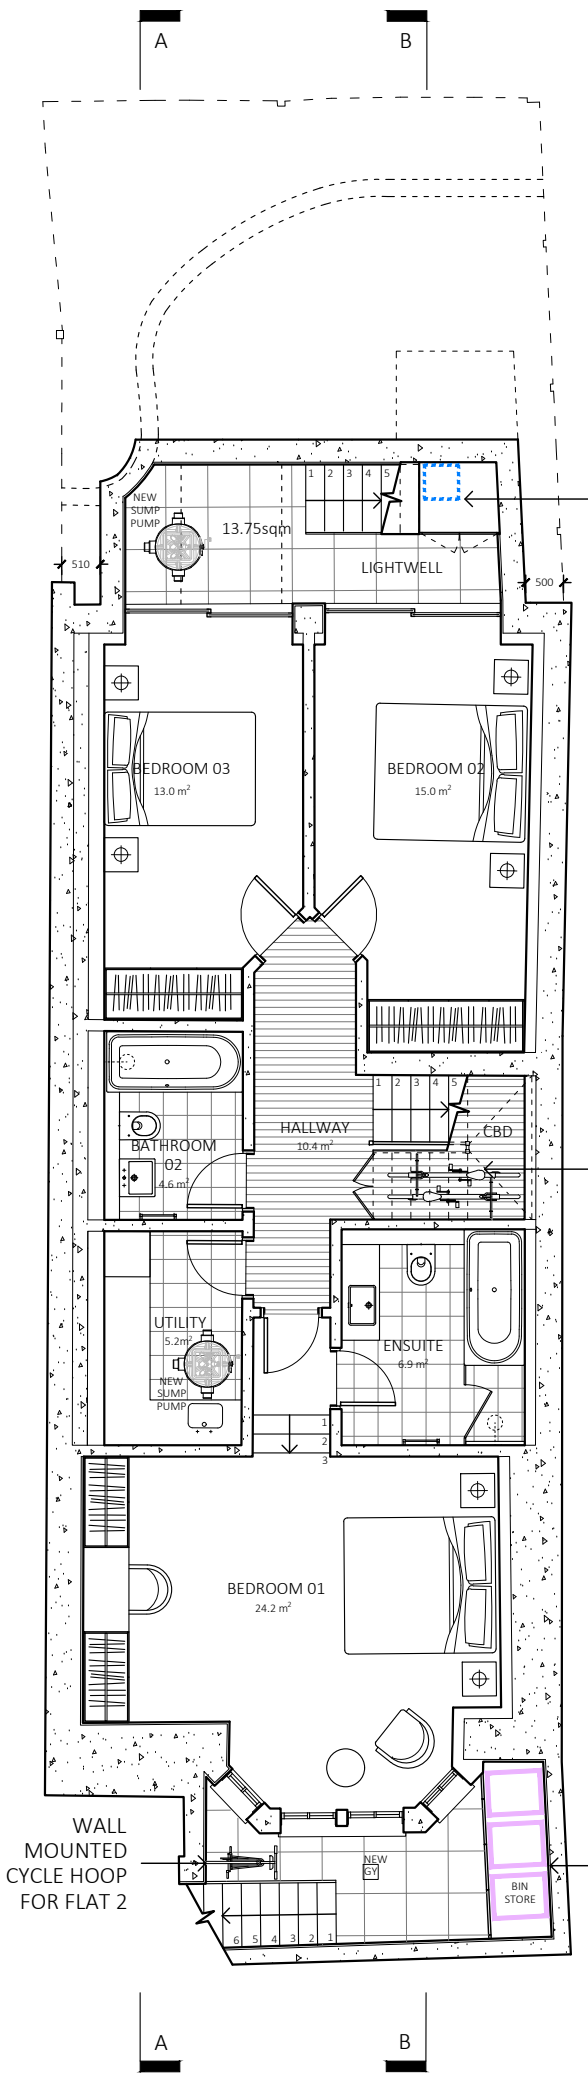 A
B
NEW
SUMP
PUMP
13.75sqm
1 2 3 4 5
LIGHTWELL
510
500
BEDROOM 03
13.0 m²
BEDROOM 02
15.0 m²
1 2 3 4 5
HALLWAY
10.4 m²
CBD
BATHROOM
02
4.6 m²
UTILITY
5.2m²
NEW
SUMP
PUMP
ENSUITE
6.9 m²
1
2
3
BEDROOM 01
24.2 m²
WALL
MOUNTED
CYCLE HOOP
FOR FLAT 2
NEW
GY
BIN
STORE
6 5 4 3 2 1
A
B